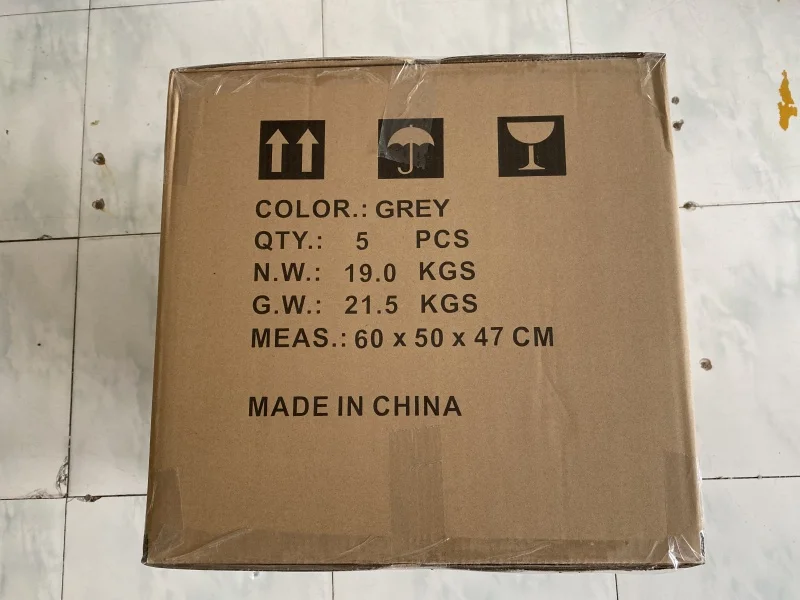 COLOR.: GREY
QTY.: 5 PCS
N.W.: 19.0 KGS
G.W.: 21.5 KGS
MEAS.: 60 x 50 x 47 CM
MADE IN CHINA